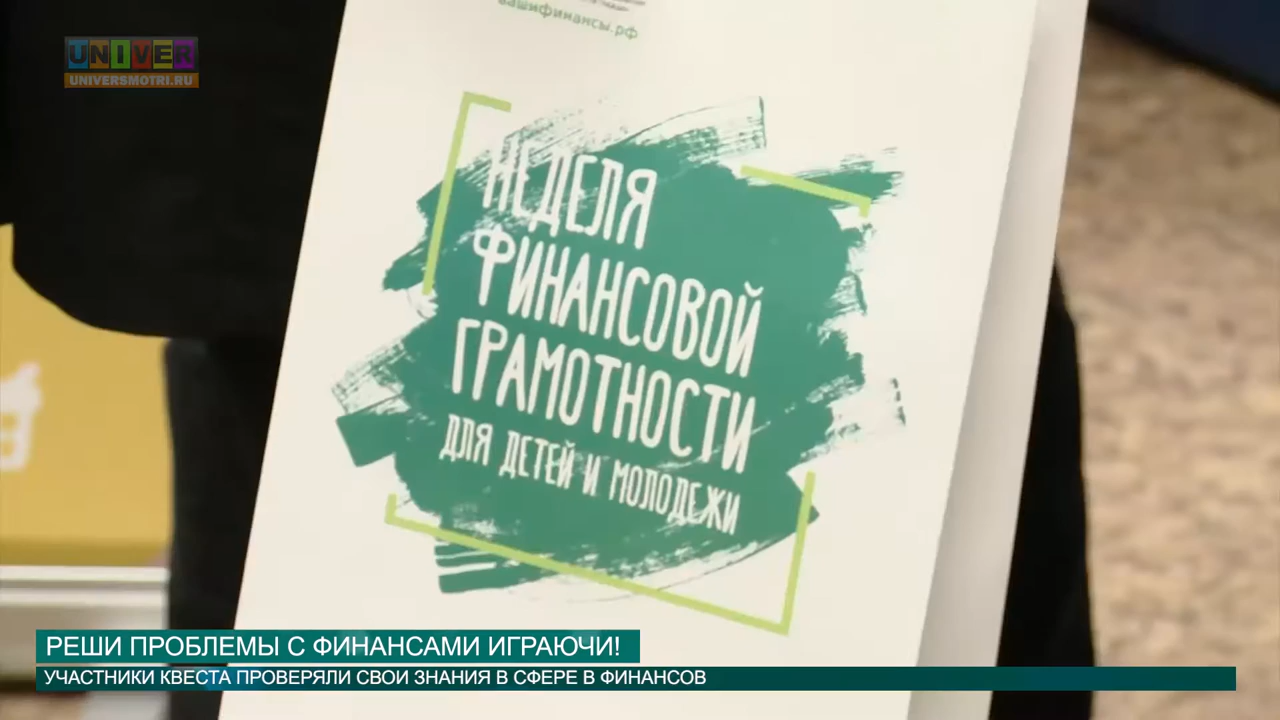 UNIVER
UNIVERSMOTRI.RU
вашифинансы.рф
НЕДЕЛЯ
ФИНАНСОВОЙ
ГРАМОТНОСТИ
ДЛЯ ДЕТЕЙ И МОЛОДЕЖИ
РЕШИ ПРОБЛЕМЫ С ФИНАНСАМИ ИГРАЮЧИ!
УЧАСТНИКИ КВЕСТА ПРОВЕРЯЛИ СВОИ ЗНАНИЯ В СФЕРЕ В ФИНАНСОВ